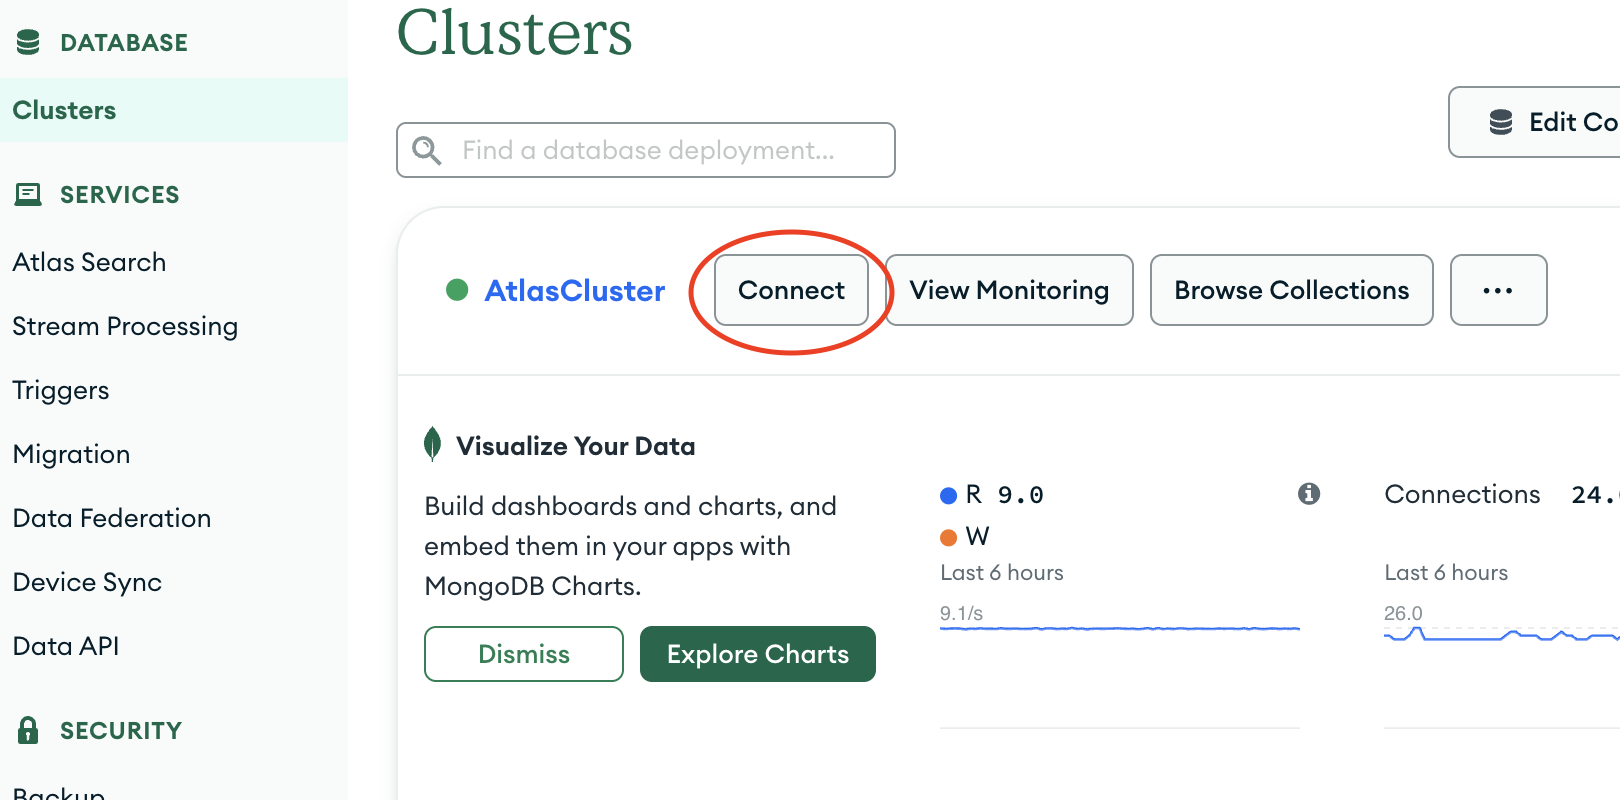 DATABASE
Clusters
SERVICES
Atlas Search
Stream Processing
Triggers
Migration
Data Federation
Device Sync
Data API
SECURITY
Backup
Clusters
Find a database deployment...
Edit Co
AtlasCluster
Connect
View Monitoring
Browse Collections
...
Visualize Your Data
Build dashboards and charts, and
embed them in your apps with
MongoDB Charts.
Dismiss
Explore Charts
R 9.0
W
Last 6 hours
9.1/s
Connections 24.
Last 6 hours
26.0